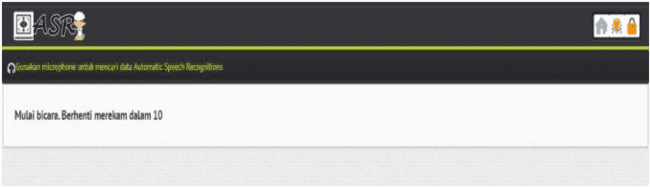 ASR
Gunakan microphone untuk mencari data Automatic Speech Recognitions
Mulai bicara. Berhenti merekam dalam 10